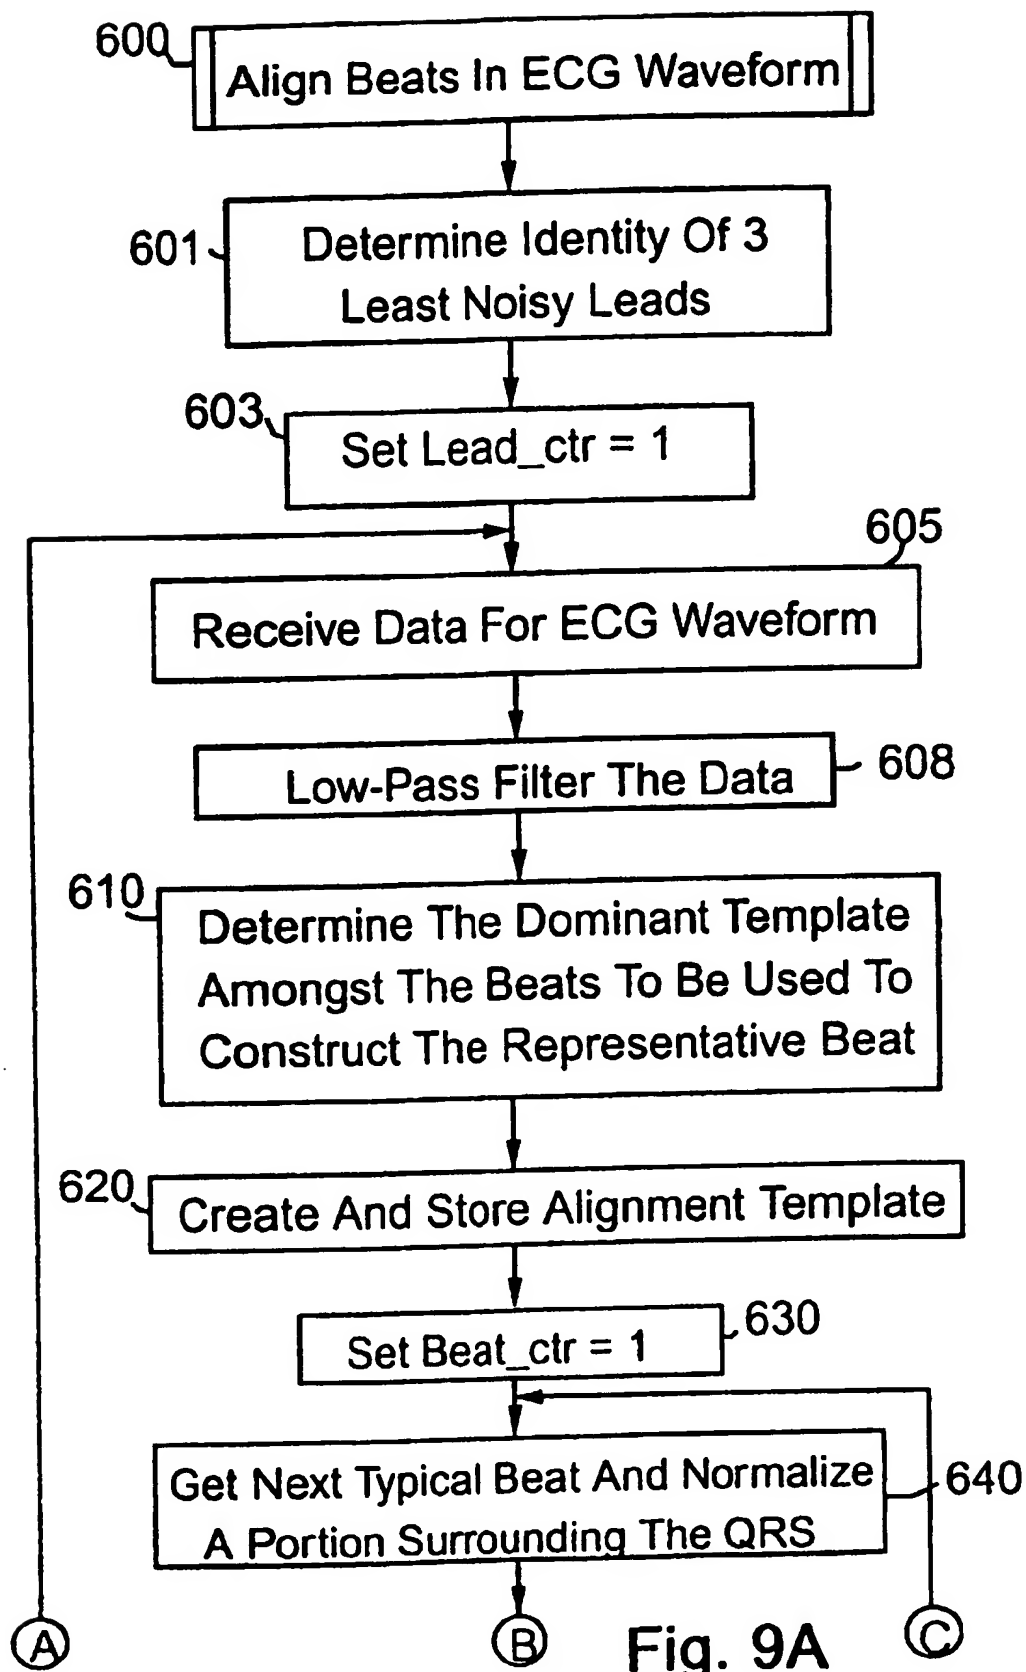 600
Align Beats In ECG Waveform
601
Determine Identity Of 3
Least Noisy Leads
603
Set Lead_ctr = 1
605
Receive Data For ECG Waveform
Low-Pass Filter The Data
608
610
Determine The Dominant Template
Amongst The Beats To Be Used To
Construct The Representative Beat
620
Create And Store Alignment Template
Set Beat_ctr = 1
630
Get Next Typical Beat And Normalize
A Portion Surrounding The QRS
640
A
B
Fig. 9A
C